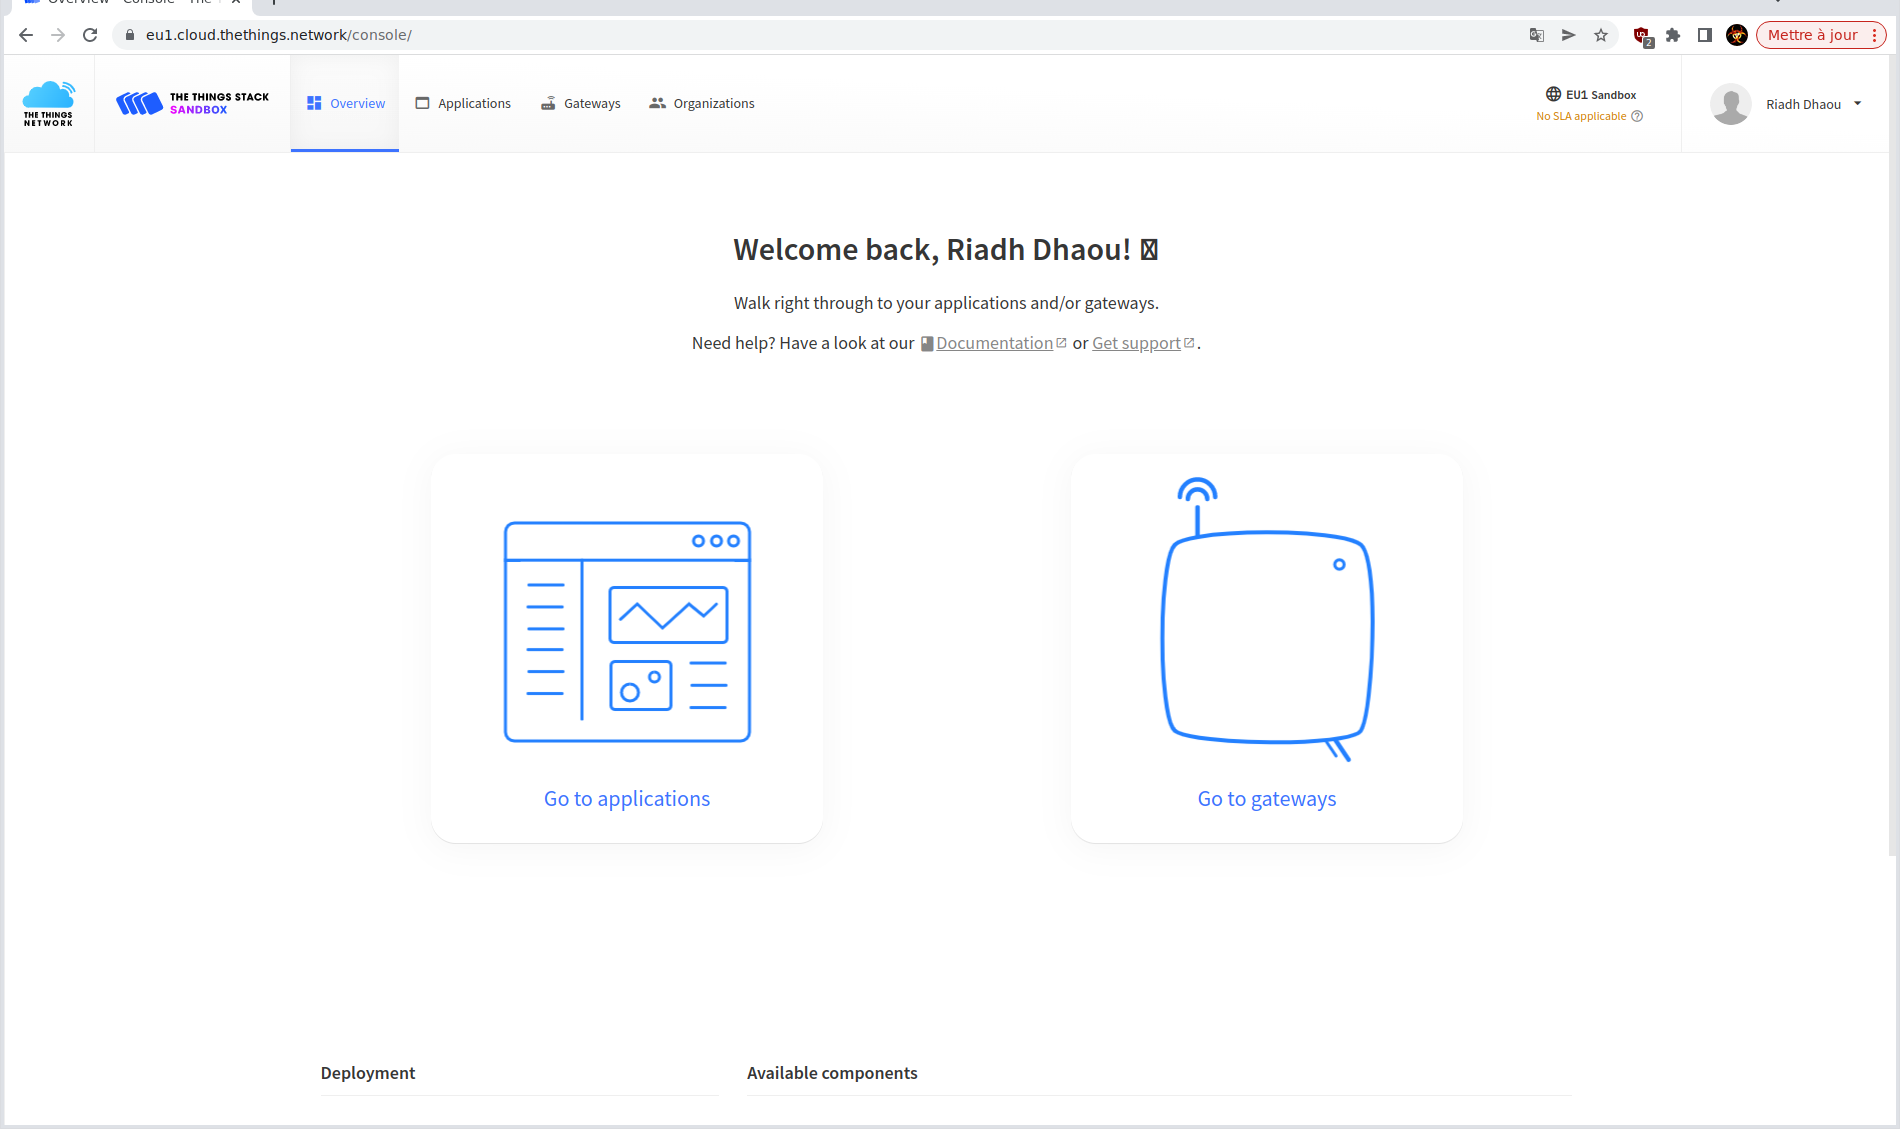 Overview - Console - The
eu1.cloud.thethings.network/console/
2
Mettre à jour
THE THINGS
NETWORK
THE THINGS STACK
SANDBOX
Overview
Applications
Gateways
Organizations
EU1 Sandbox
No SLA applicable
Riadh Dhaou
Welcome back, Riadh Dhaou!
Walk right through to your applications and/or gateways.
Need help? Have a look at our Documentation or Get support.
Go to applications
Go to gateways
Deployment
Available components